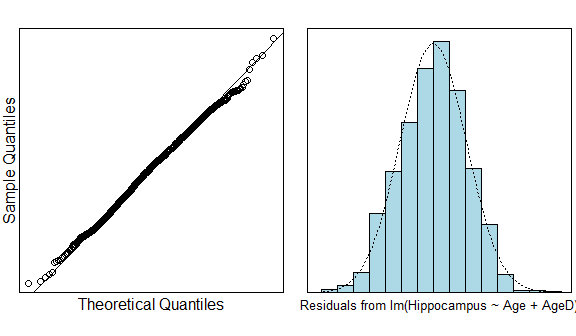 Sample Quantiles
Theoretical Quantiles
Residuals from lm(Hippocampus ~ Age + AgeD)